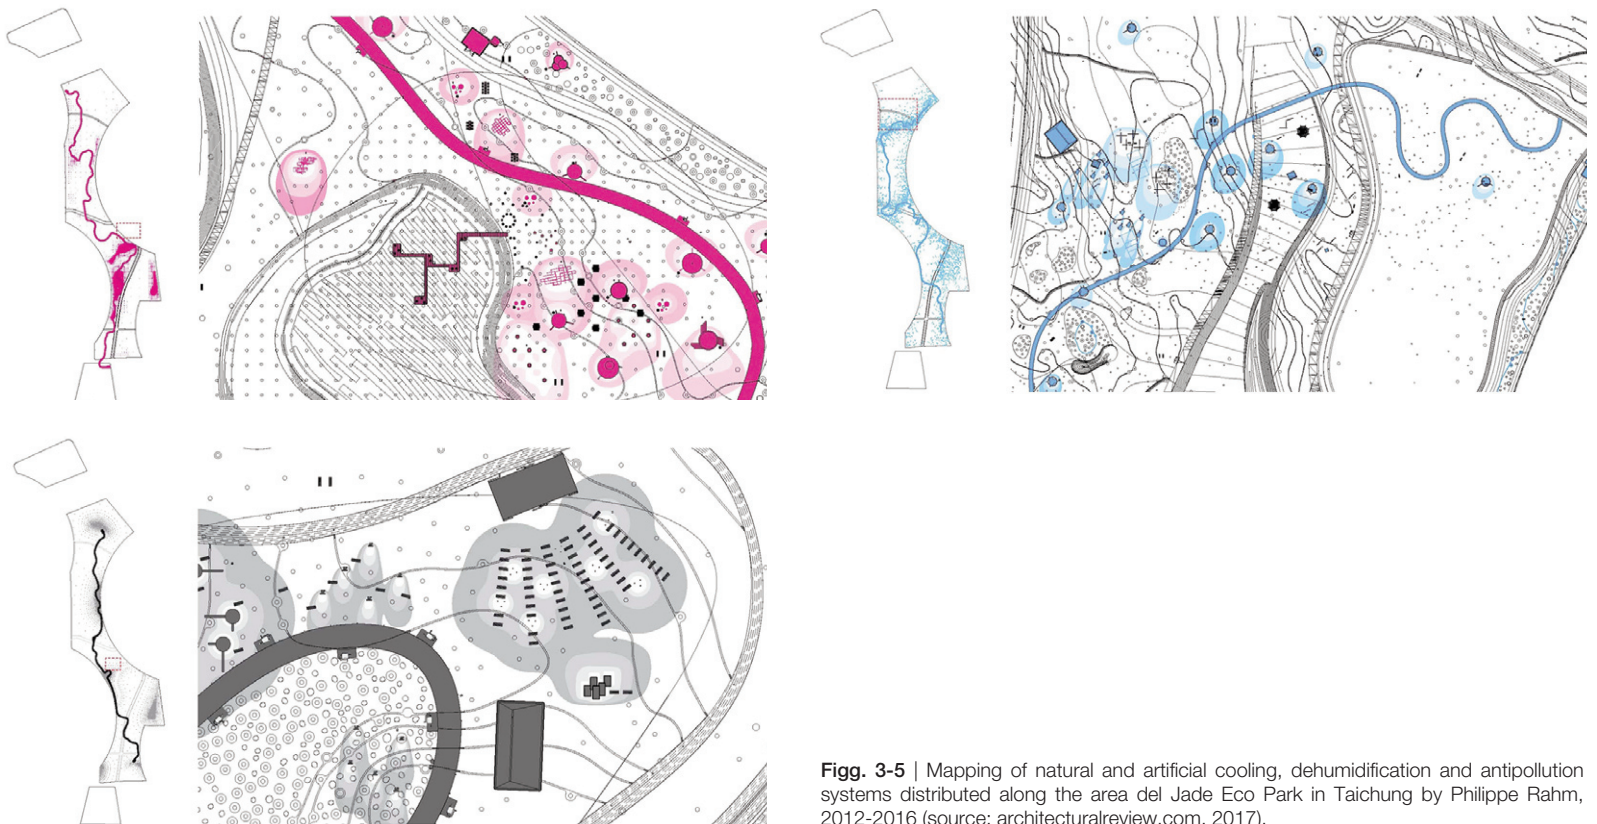 Figg. 3-5 | Mapping of natural and artificial cooling, dehumidification and antipollution
systems distributed along the area del Jade Eco Park in Taichung by Philippe Rahm,
2012-2016 (source: architecturalreview.com, 2017).